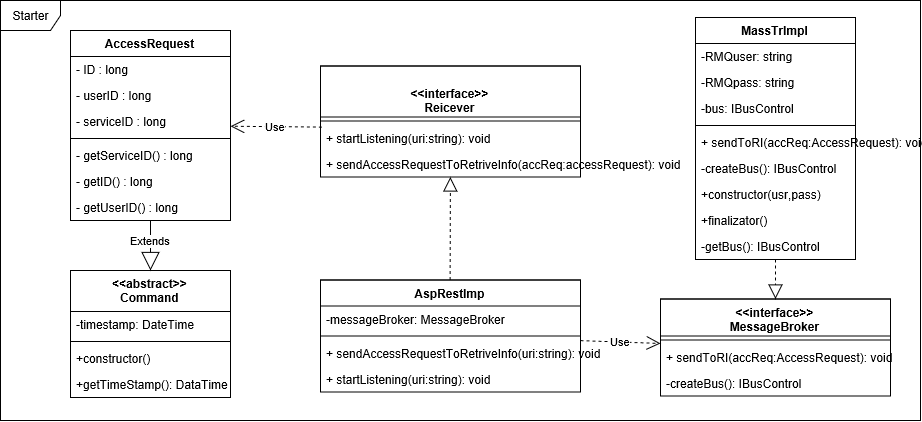 Starter
AccessRequest
- ID : long
- userID : long
- serviceID : long
- getServiceID() : long
- getID() : long
- getUserID() : long
Extends
<<abstract>>
Command
-timestamp: DateTime
+constructor()
+getTimeStamp(): DataTime
Use
<<interface>>
Reicever
+ startListening(uri:string): void
+ sendAccessRequestToRetriveInfo(accReq:accessRequest): void
AspRestImp
-messageBroker: MessageBroker
+ sendAccessRequestToRetriveInfo(uri:string): void
+ startListening(uri:string): void
Use
MassTrImpl
-RMQuser: string
-RMQpass: string
-bus: IBusControl
+ sendToRI(accReq:AccessRequest): voi
-createBus(): IBusControl
+constructor(usr,pass)
+finalizator()
-getBus(): IBusControl
<<interface>>
MessageBroker
+ sendToRI(accReq:AccessRequest): void
-createBus(): IBusControl